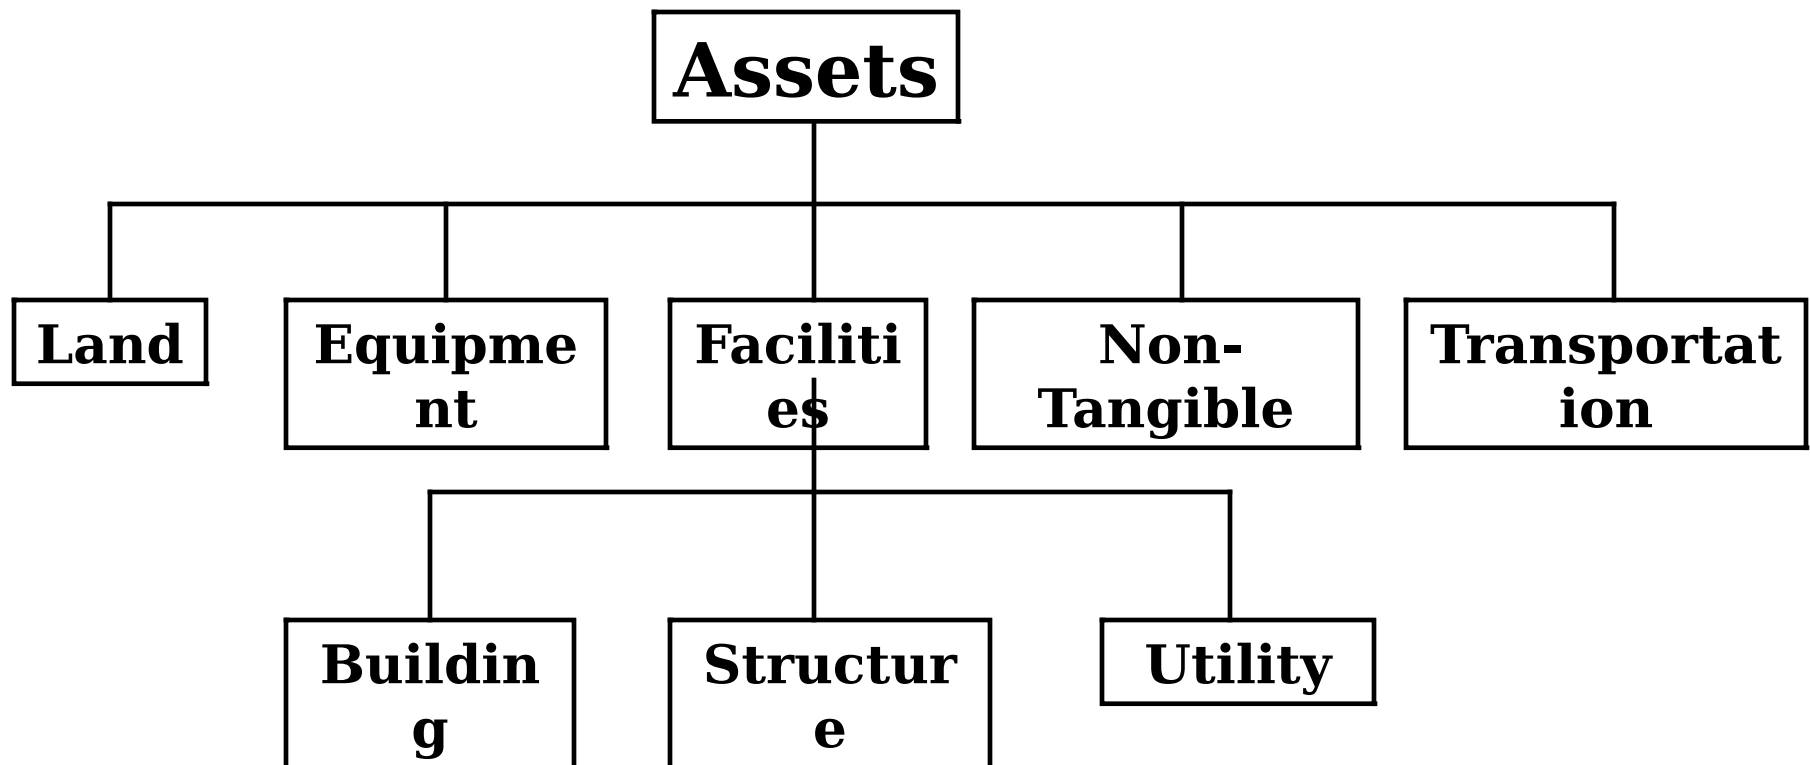 Assets
Land
Equipme
nt
Faciliti
es
Non-
Tangible
Transportat
ion
Buildin
g
Structur
e
Utility